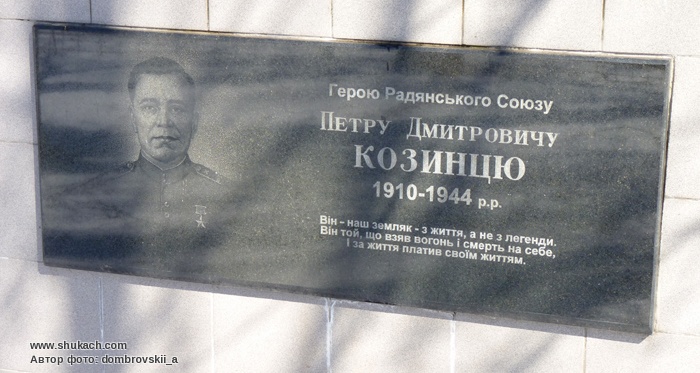 Герою Радянського Союзу
Петру Дмитровичу
КОЗИНЦЮ
1910-1944 р.р.
Він - наш земляк - з життя, а не з легенди.
Він той, що взяв вогонь і смерть на себе,
І за життя платив своїм життям.
www.shukach.com
Автор фото: dombrovskii_a